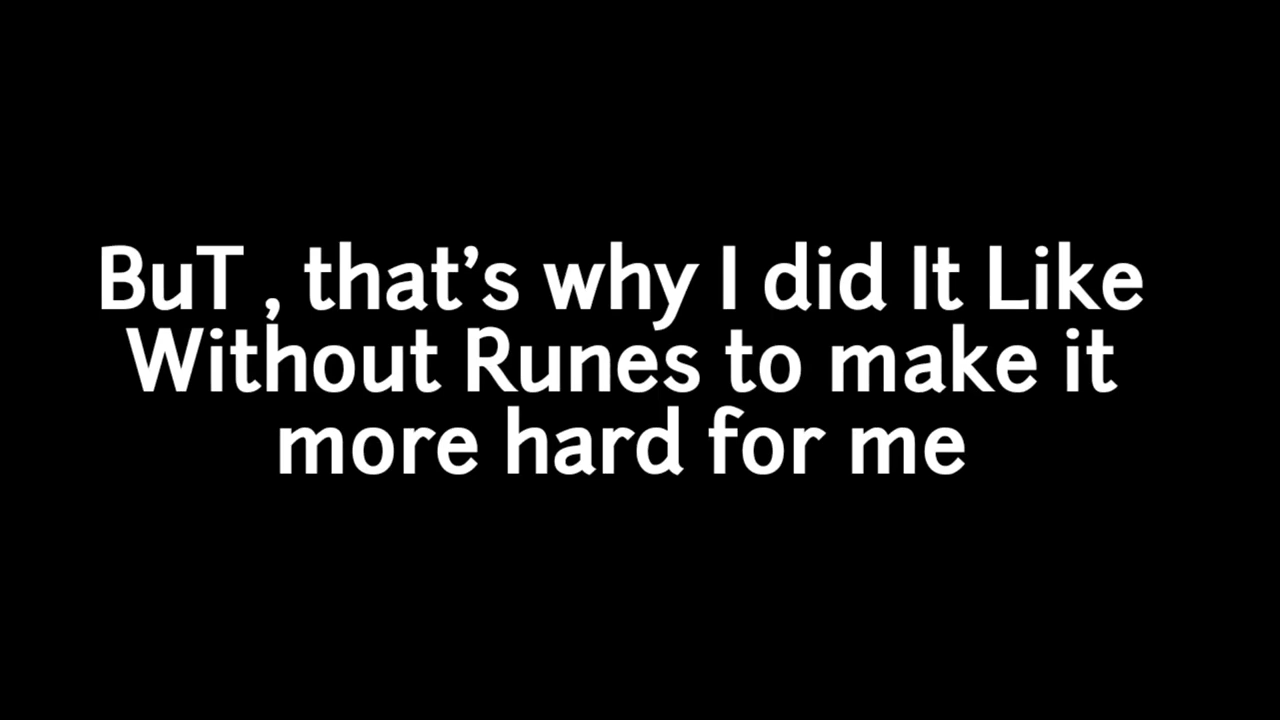 BuT , that's why I did It Like
Without Runes to make it
more hard for me